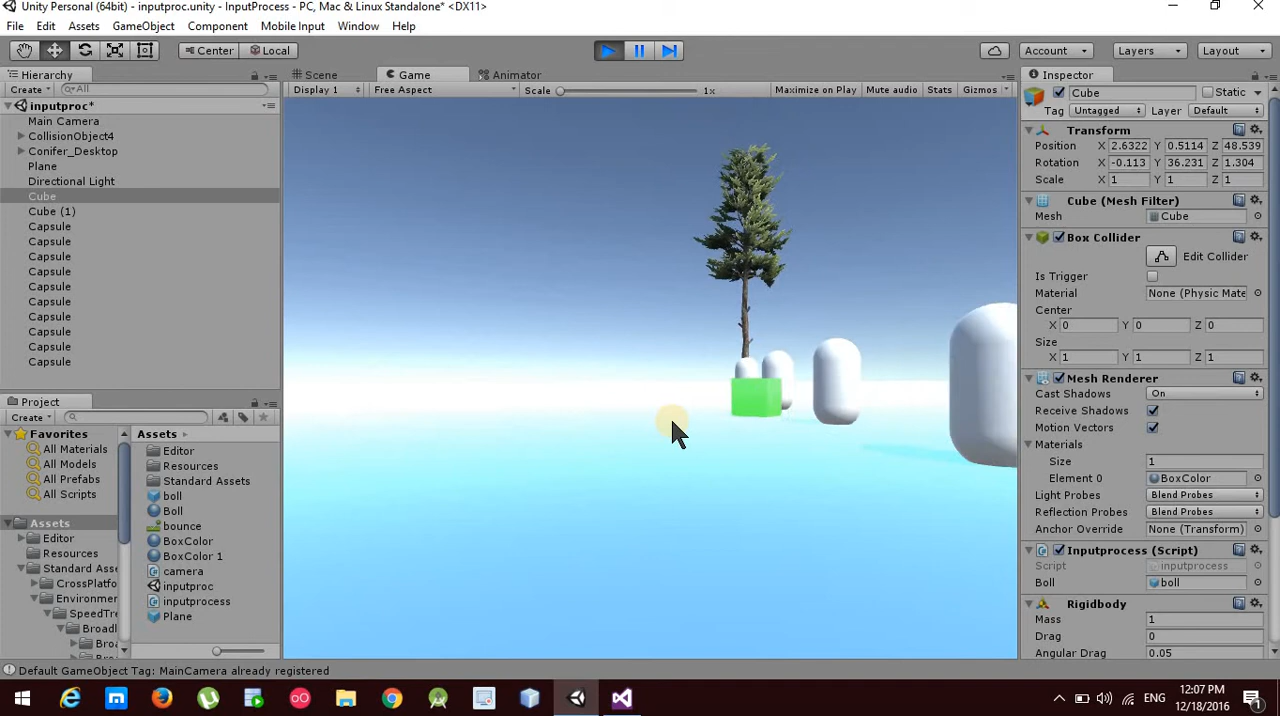 Unity Personal (64bit) - inputproc.unity - InputProcess - PC, Mac & Linux Standalone* <DX11>
File Edit Assets GameObject Component Mobile Input Window Help
Center Local Account Layers Layout
Hierarchy
Create All
inputproc*
Main Camera
CollisionObject4
Conifer_Desktop
Plane
Directional Light
Cube
Cube (1)
Capsule
Capsule
Capsule
Capsule
Capsule
Capsule
Capsule
Capsule
Capsule
Capsule
Project
Create
Favorites
All Materials
All Models
All Prefabs
All Scripts
Assets
Editor
Resources
Standard Asse
CrossPlatfo
Environme
SpeedTre
Broadl
Bro
Bro
Assets
Editor
Resources
Standard Assets
boll
Boll
bounce
BoxColor
BoxColor 1
camera
inputproc
inputprocess
Plane
Scene Game Animator
Display 1 Free Aspect Scale 1x Maximize on Play Mute audio Stats Gizmos
Inspector
Cube Static
Tag Untagged Layer Default
Transform
Position X 2.6322 Y 0.5114 Z 48.539
Rotation X -0.113 Y 36.231 Z 1.304
Scale X 1 Y 1 Z 1
Cube (Mesh Filter)
Mesh Cube
Box Collider
Edit Collider
Is Trigger
Material None (Physic Mate
Center
X 0 Y 0 Z 0
Size
X 1 Y 1 Z 1
Mesh Renderer
Cast Shadows On
Receive Shadows
Motion Vectors
Materials
Size 1
Element 0 BoxColor
Light Probes Blend Probes
Reflection Probes Blend Probes
Anchor Override None (Transform)
Inputprocess (Script)
Script inputprocess
Boll boll
Rigidbody
Mass 1
Drag 0
Angular Drag 0.05
Default GameObject Tag: MainCamera already registered
ENG
12:07 PM
12/18/2016
1